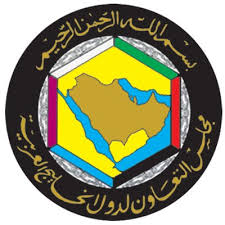 بسم الله الرحمن الرحيم
مجلس التعاون لدول الخليج العربية